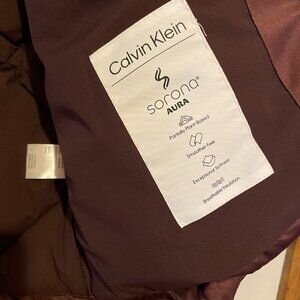 Calvin Klein
sorona®
AURA
Partially Plant-Based
Smoother Feel
Exceptional Softness
Breathable Insulation